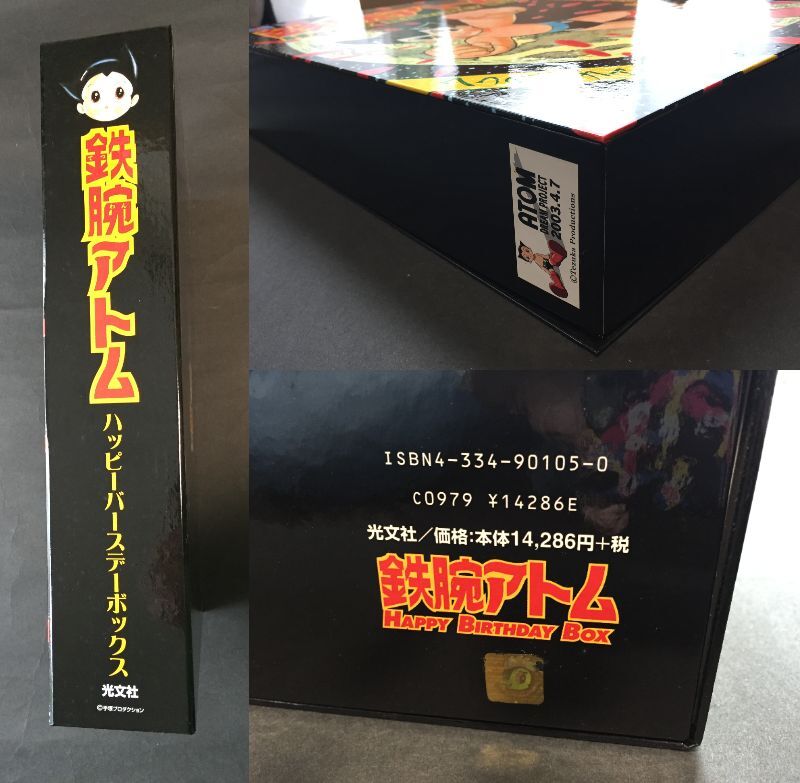 鉄腕アトム
ハッピーバースデーボックス
光文社
©手塚プロダクション
ATOM
DREAM PROJECT
2003.4.7
©Tezuka Productions
ISBN4-334-90105-0
C0979 ¥14286E
光文社／価格:本体14,286円+税
鉄腕アトム
HAPPY BIRTHDAY BOX